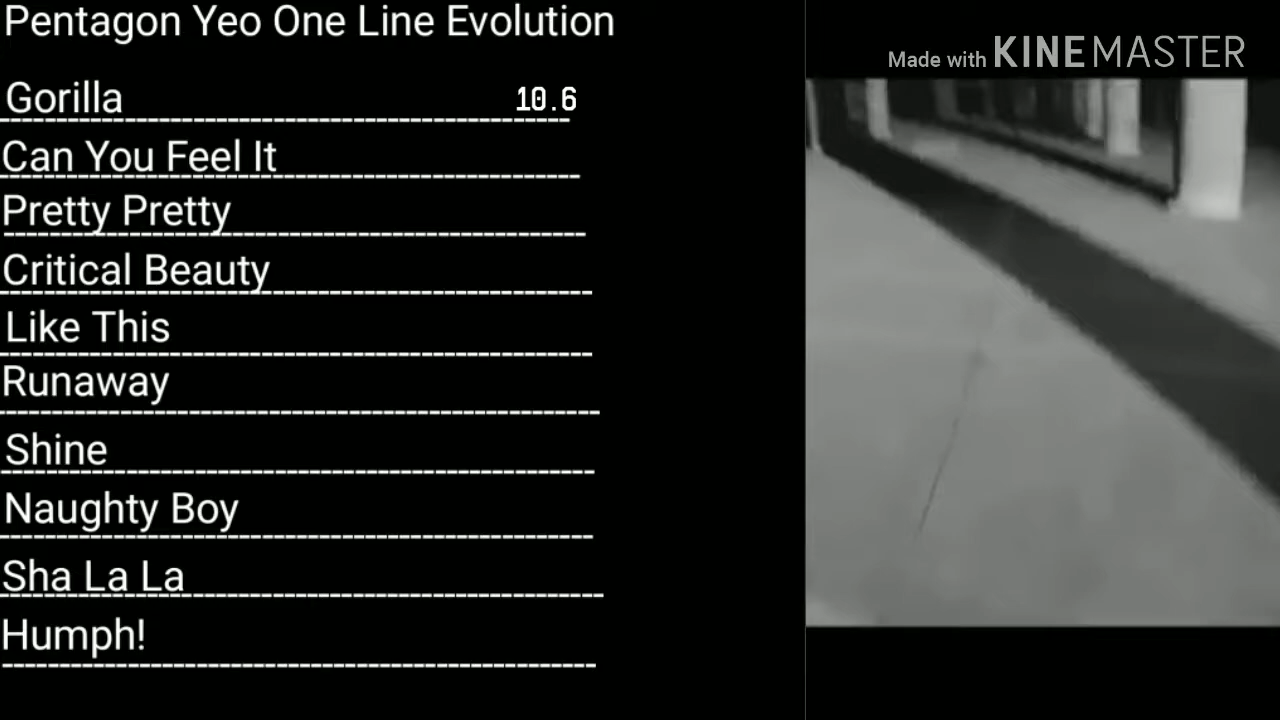 Pentagon Yeo One Line Evolution
Made with KINEMASTER
Gorilla 10.6
Can You Feel It
Pretty Pretty
Critical Beauty
Like This
Runaway
Shine
Naughty Boy
Sha La La
Humph!